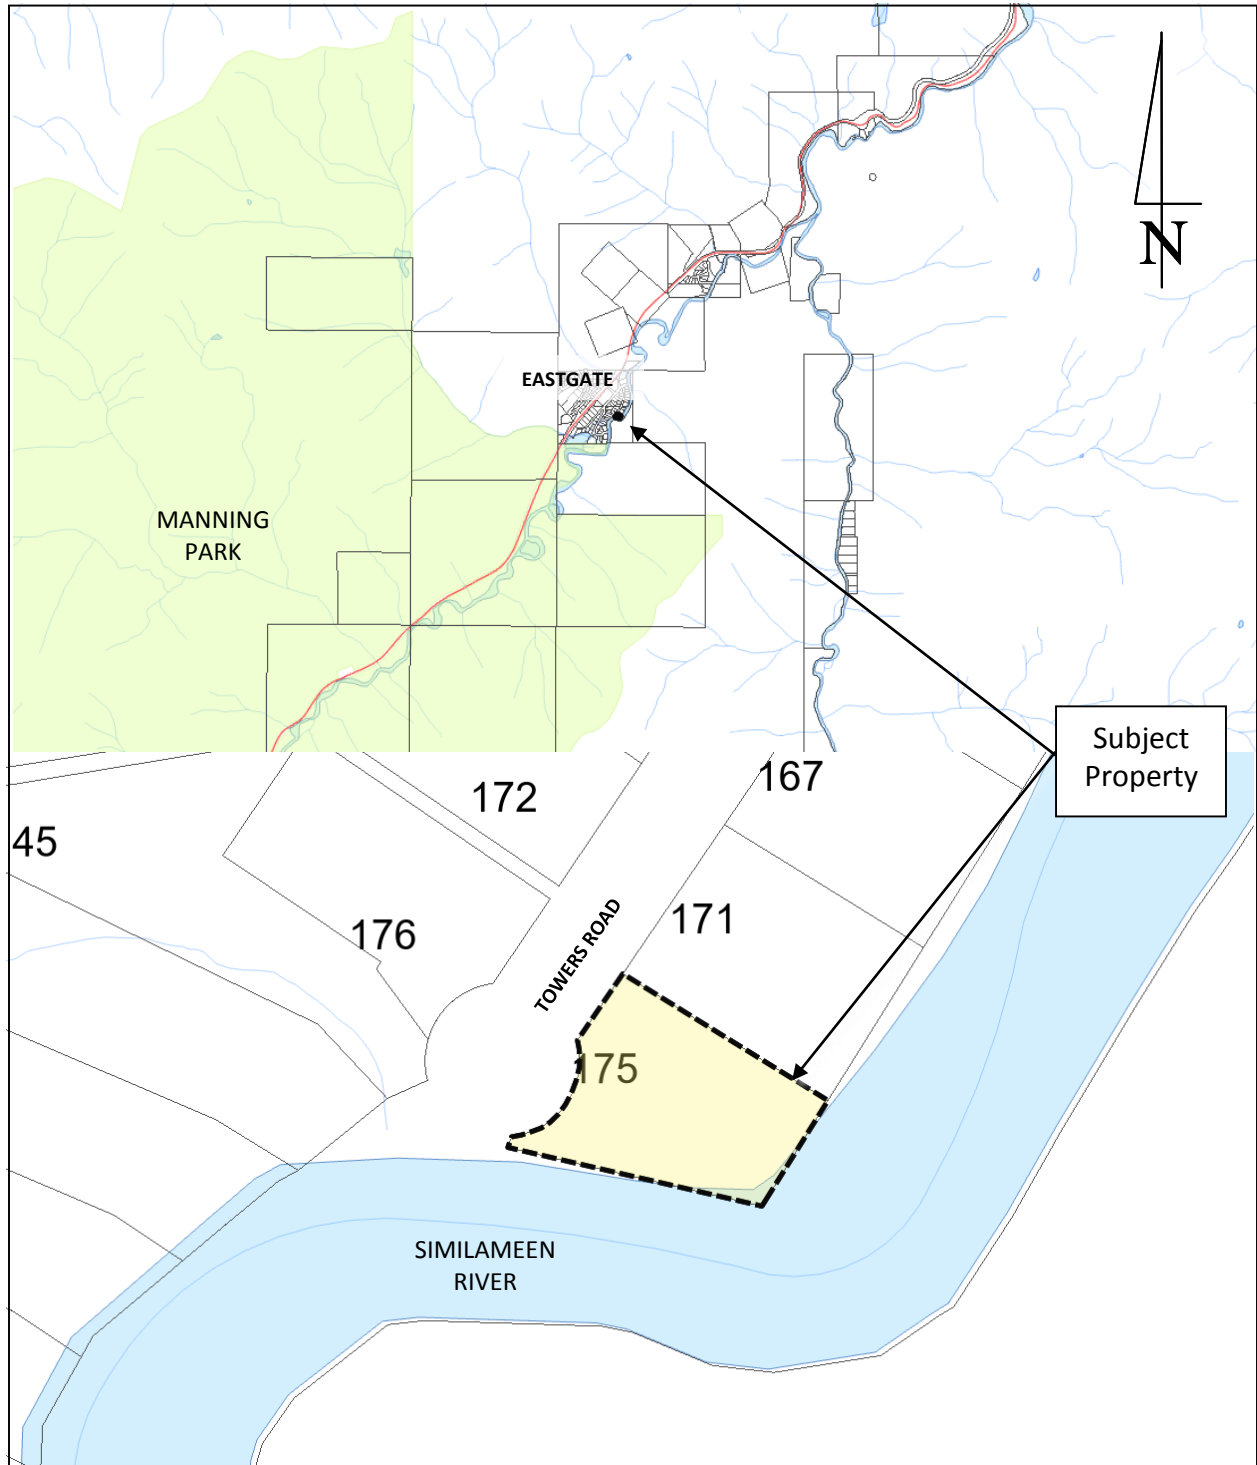 N
EASTGATE
MANNING
PARK
Subject
Property
172
167
45
176
171
TOWERS ROAD
175
SIMILAMEEN
RIVER